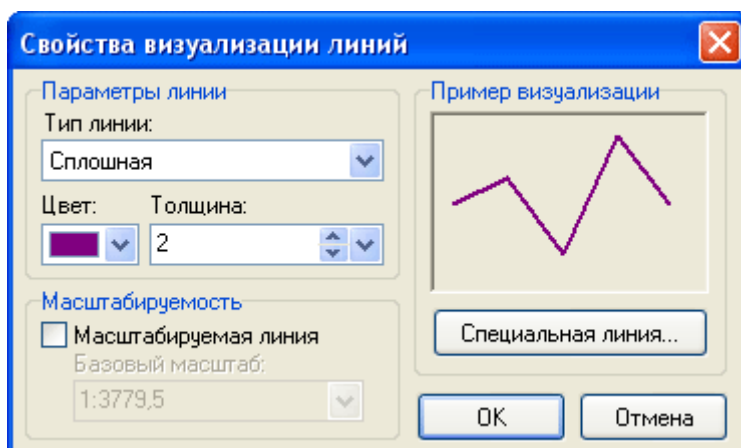 Свойства визуализации линий
Параметры линии
Тип линии:
Сплошная
Цвет:
Толщина:
2
Масштабируемость
Масштабируемая линия
Базовый масштаб:
1:3779,5
Пример визуализации
Специальная линия...
OK
Отмена